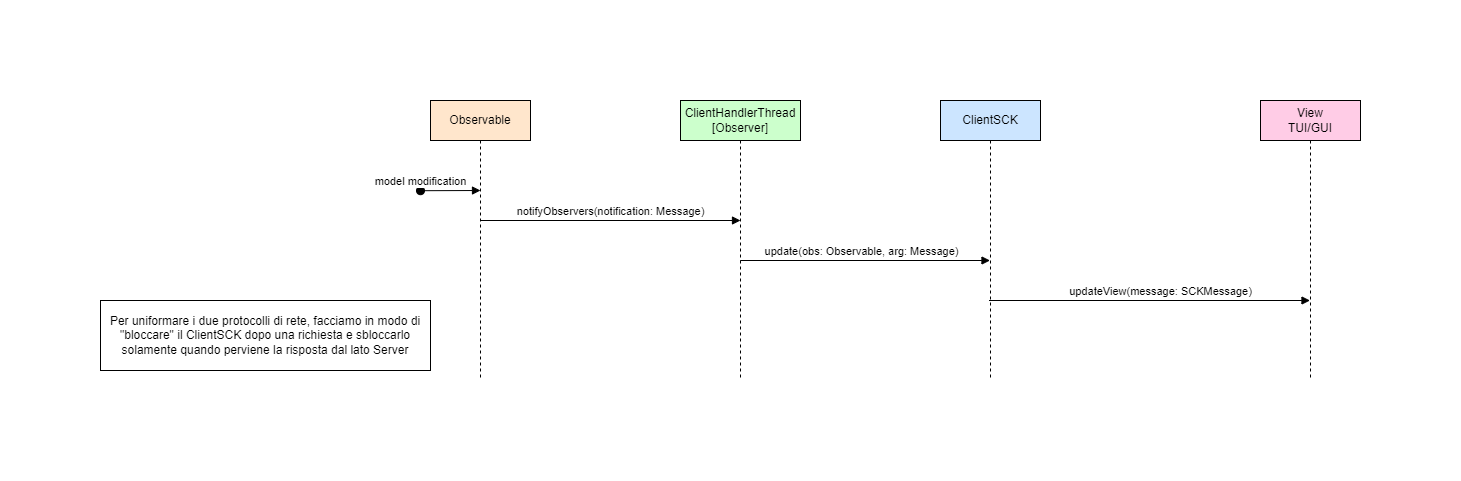 Observable
ClientHandlerThread
[Observer]
ClientSCK
View
TUI/GUI
model modification
notifyObservers(notification: Message)
update(obs: Observable, arg: Message)
updateView(message: SCKMessage)
Per uniformare i due protocolli di rete, facciamo in modo di
"bloccare" il ClientSCK dopo una richiesta e sbloccarlo
solamente quando perviene la risposta dal lato Server